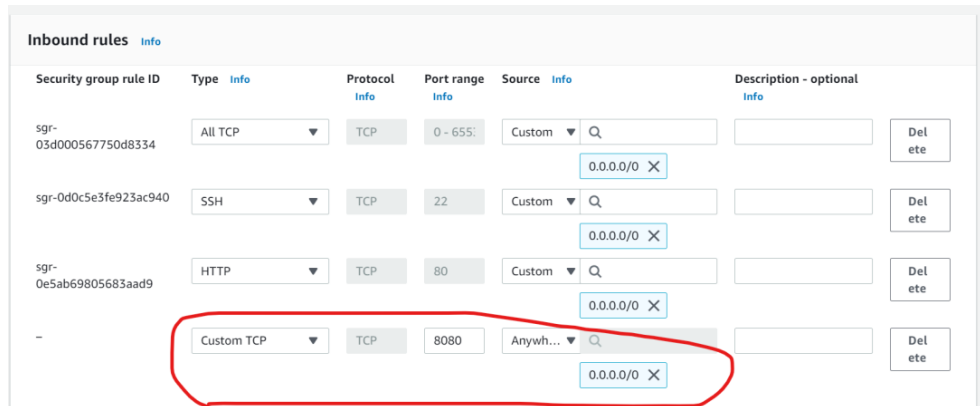 Inbound rules Info
Security group rule ID Type Info Protocol Port range Source Info Description - optional
Info Info Info
sgr- All TCP TCP 0 - 655 Custom Del
03d000567750d8334 ete
0.0.0.0/0
sgr-0d0c5e3fe923ac940 SSH TCP 22 Custom Del
ete
0.0.0.0/0
sgr- HTTP TCP 80 Custom Del
0e5ab69805683aad9 ete
0.0.0.0/0
– Custom TCP TCP 8080 Anywh... Del
ete
0.0.0.0/0